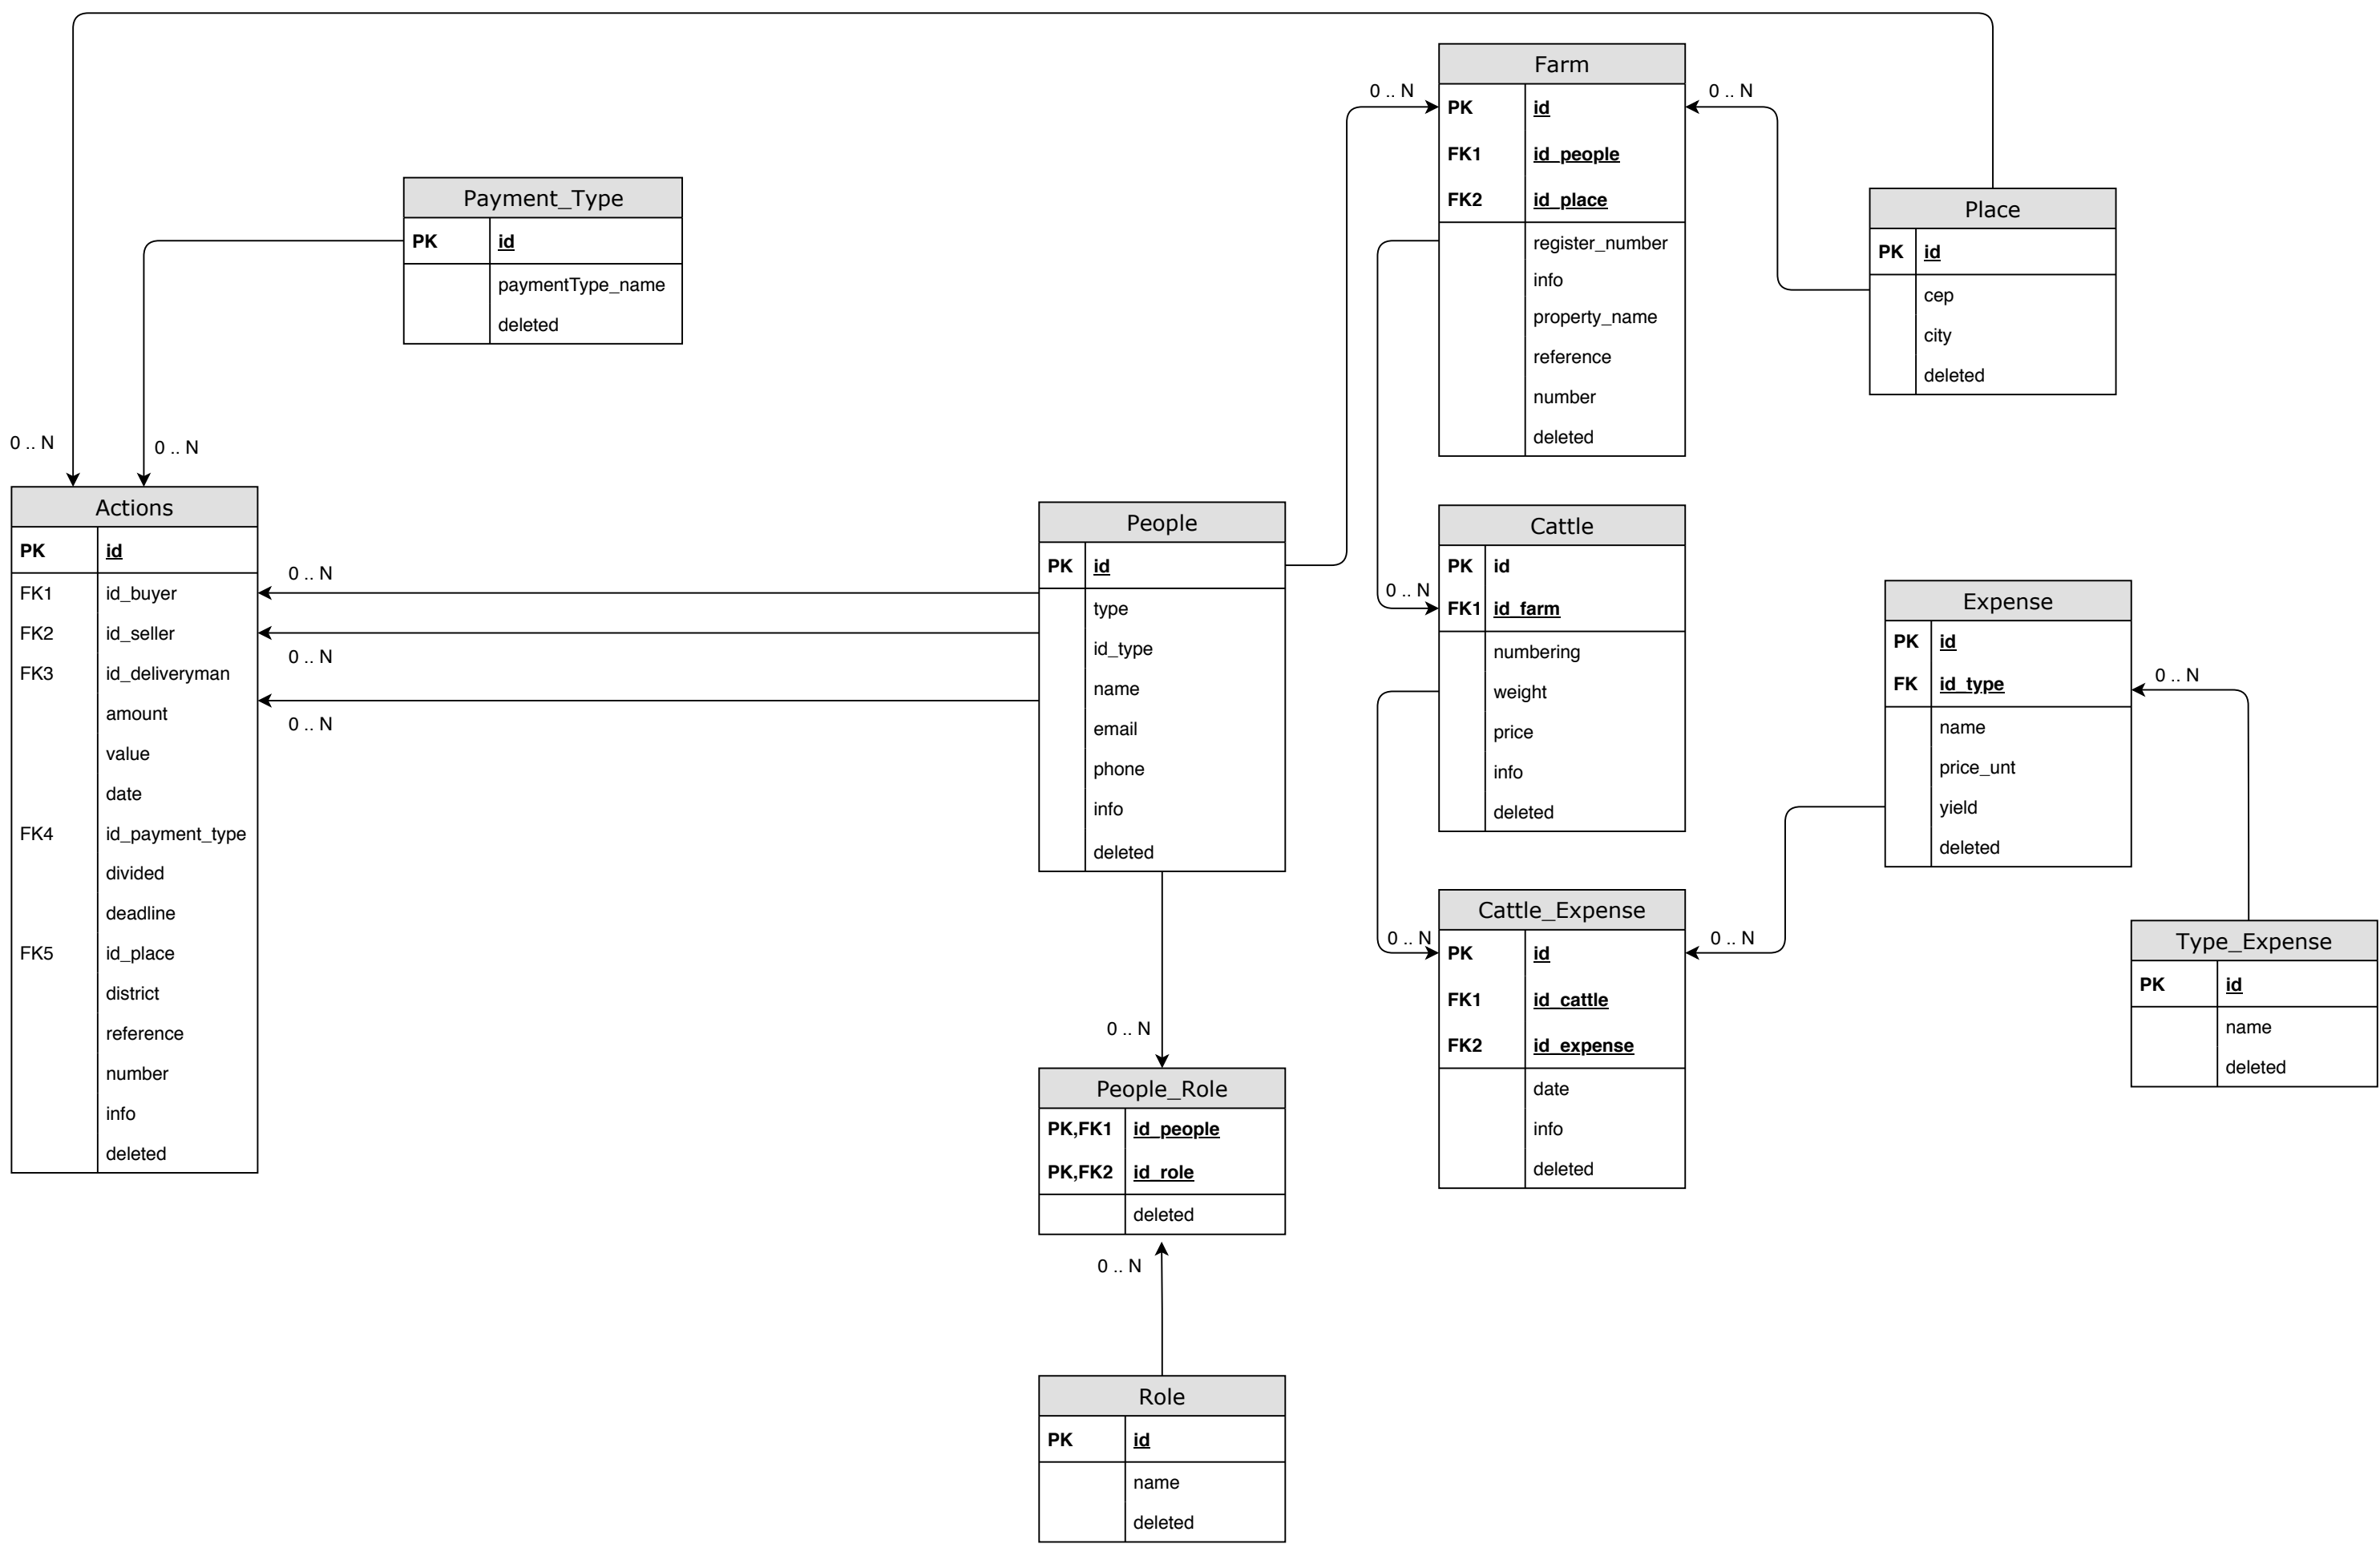 Farm
0 .. N
PK id
FK1 id_people
FK2 id_place
register_number
info
property_name
reference
number
deleted
0 .. N
Place
PK id
cep
city
deleted
Payment_Type
PK id
paymentType_name
deleted
0 .. N
0 .. N
Actions
PK id
FK1 id_buyer
FK2 id_seller
FK3 id_deliveryman
amount
value
date
FK4 id_payment_type
divided
deadline
FK5 id_place
district
reference
number
info
deleted
0 .. N
0 .. N
0 .. N
People
PK id
type
id_type
name
email
phone
info
deleted
Cattle
PK id
0 .. N
FK1 id_farm
numbering
weight
price
info
deleted
Expense
PK id
FK id_type
name
price_unt
yield
deleted
0 .. N
Cattle_Expense
0 .. N
PK id
FK1 id_cattle
FK2 id_expense
date
info
deleted
0 .. N
Type_Expense
PK id
name
deleted
0 .. N
People_Role
PK,FK1 id_people
PK,FK2 id_role
deleted
0 .. N
Role
PK id
name
deleted